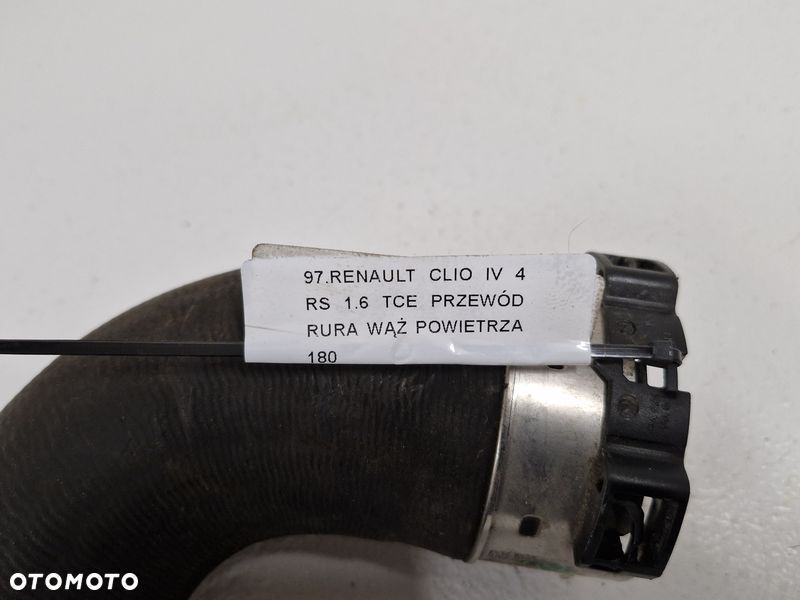 97.RENAULT CLIO IV 4
RS 1.6 TCE PRZEWÓD
RURA WĄŻ POWIETRZA
180
OTOMOTO